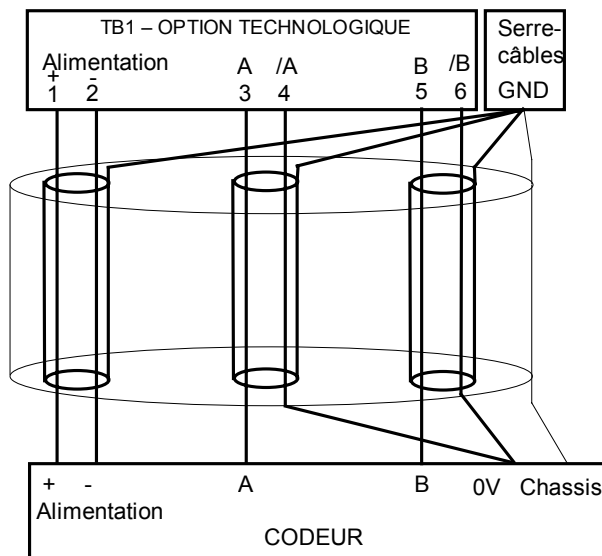 TB1 – OPTION TECHNOLOGIQUE
Serre-
câbles
GND
Alimentation
A /A B /B
+ -
1 2 3 4 5 6
+ - A B 0V Chassis
Alimentation
CODEUR